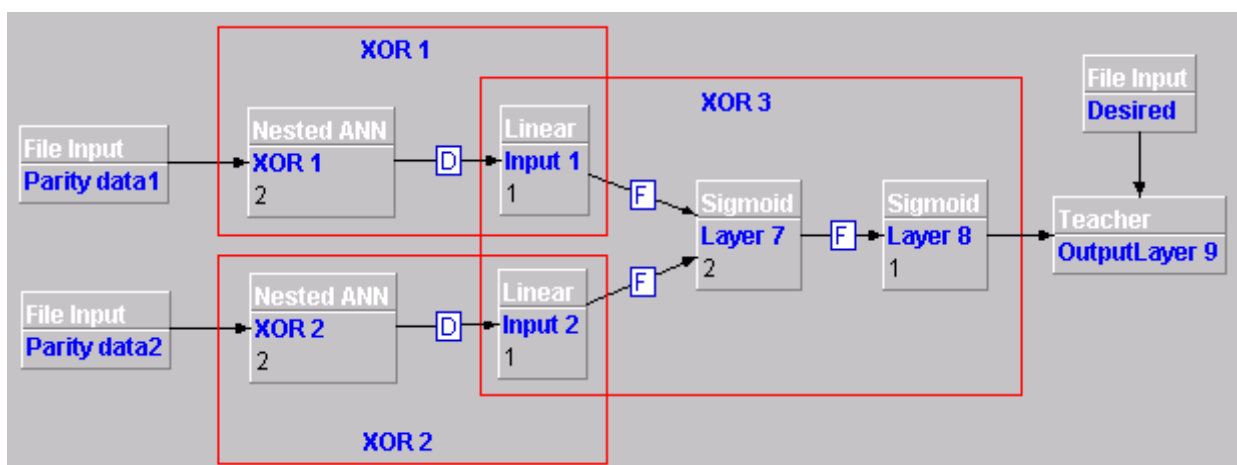 XOR 1
File Input
Parity data1
Nested ANN
XOR 1
2
D
Linear
Input 1
1
XOR 3
F
File Input
Desired
Sigmoid
Layer 7
2
F
Sigmoid
Layer 8
1
Teacher
OutputLayer 9
File Input
Parity data2
Nested ANN
XOR 2
2
D
Linear
Input 2
1
F
XOR 2